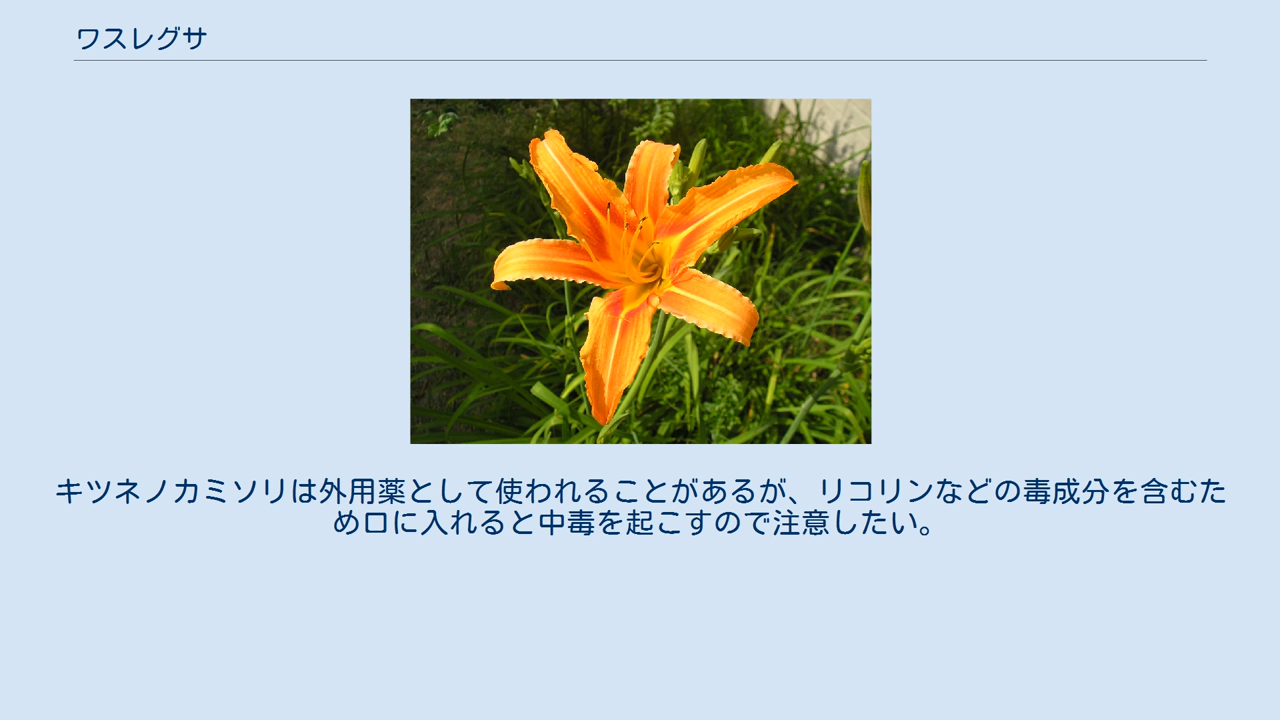 ワスレグサ
キツネノカミソリは外用薬として使われることがあるが、リコリンなどの毒成分を含むた
め口に入れると中毒を起こすので注意したい。